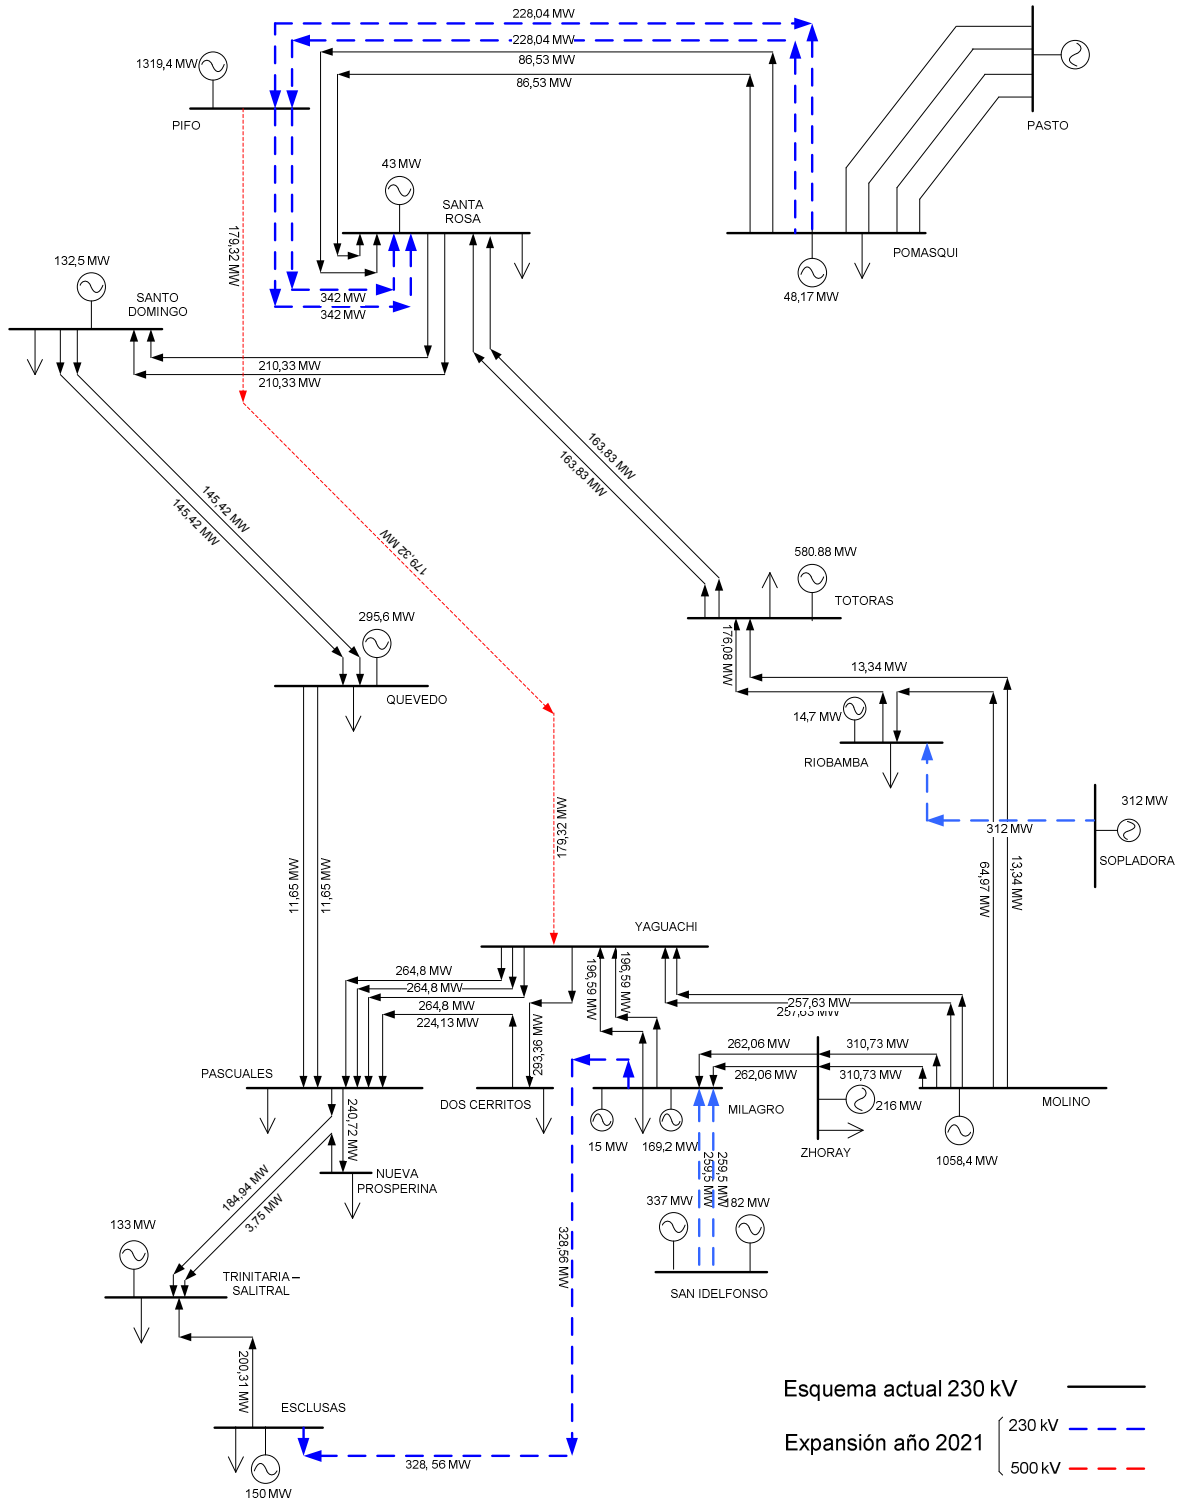 228,04 MW
228,04 MW
86,53 MW
86,53 MW
1319,4 MW
PIFO
PASTO
43 MW
SANTA
ROSA
POMASQUI
48,17 MW
179,32 MW
132,5 MW
SANTO
DOMINGO
342 MW
342 MW
210,33 MW
210,33 MW
163,83 MW
163,83 MW
145,42 MW
145,42 MW
179,32 MW
580.88 MW
TOTORAS
295,6 MW
QUEVEDO
176,08 MW
13,34 MW
14,7 MW
RIOBAMBA
312 MW
312 MW
SOPLADORA
179,32 MW
11,65 MW
11,65 MW
64,97 MW
13,34 MW
YAGUACHI
264,8 MW
264,8 MW
264,8 MW
224,13 MW
196,59 MW
196,59 MW
257,63 MW
257,63 MW
293,36 MW
262,06 MW
310,73 MW
262,06 MW
310,73 MW
PASCUALES
DOS CERRITOS
MILAGRO
ZHORAY
216 MW
MOLINO
1058,4 MW
15 MW
169,2 MW
240,72 MW
NUEVA
PROSPERINA
184,94 MW
3,75 MW
259,5 MW
259,5 MW
337 MW
182 MW
SAN IDELFONSO
133 MW
TRINITARIA –
SALITRAL
328,56 MW
200,31 MW
ESCLUSAS
150 MW
328, 56 MW
Esquema actual 230 kV
Expansión año 2021
230 kV
500 kV